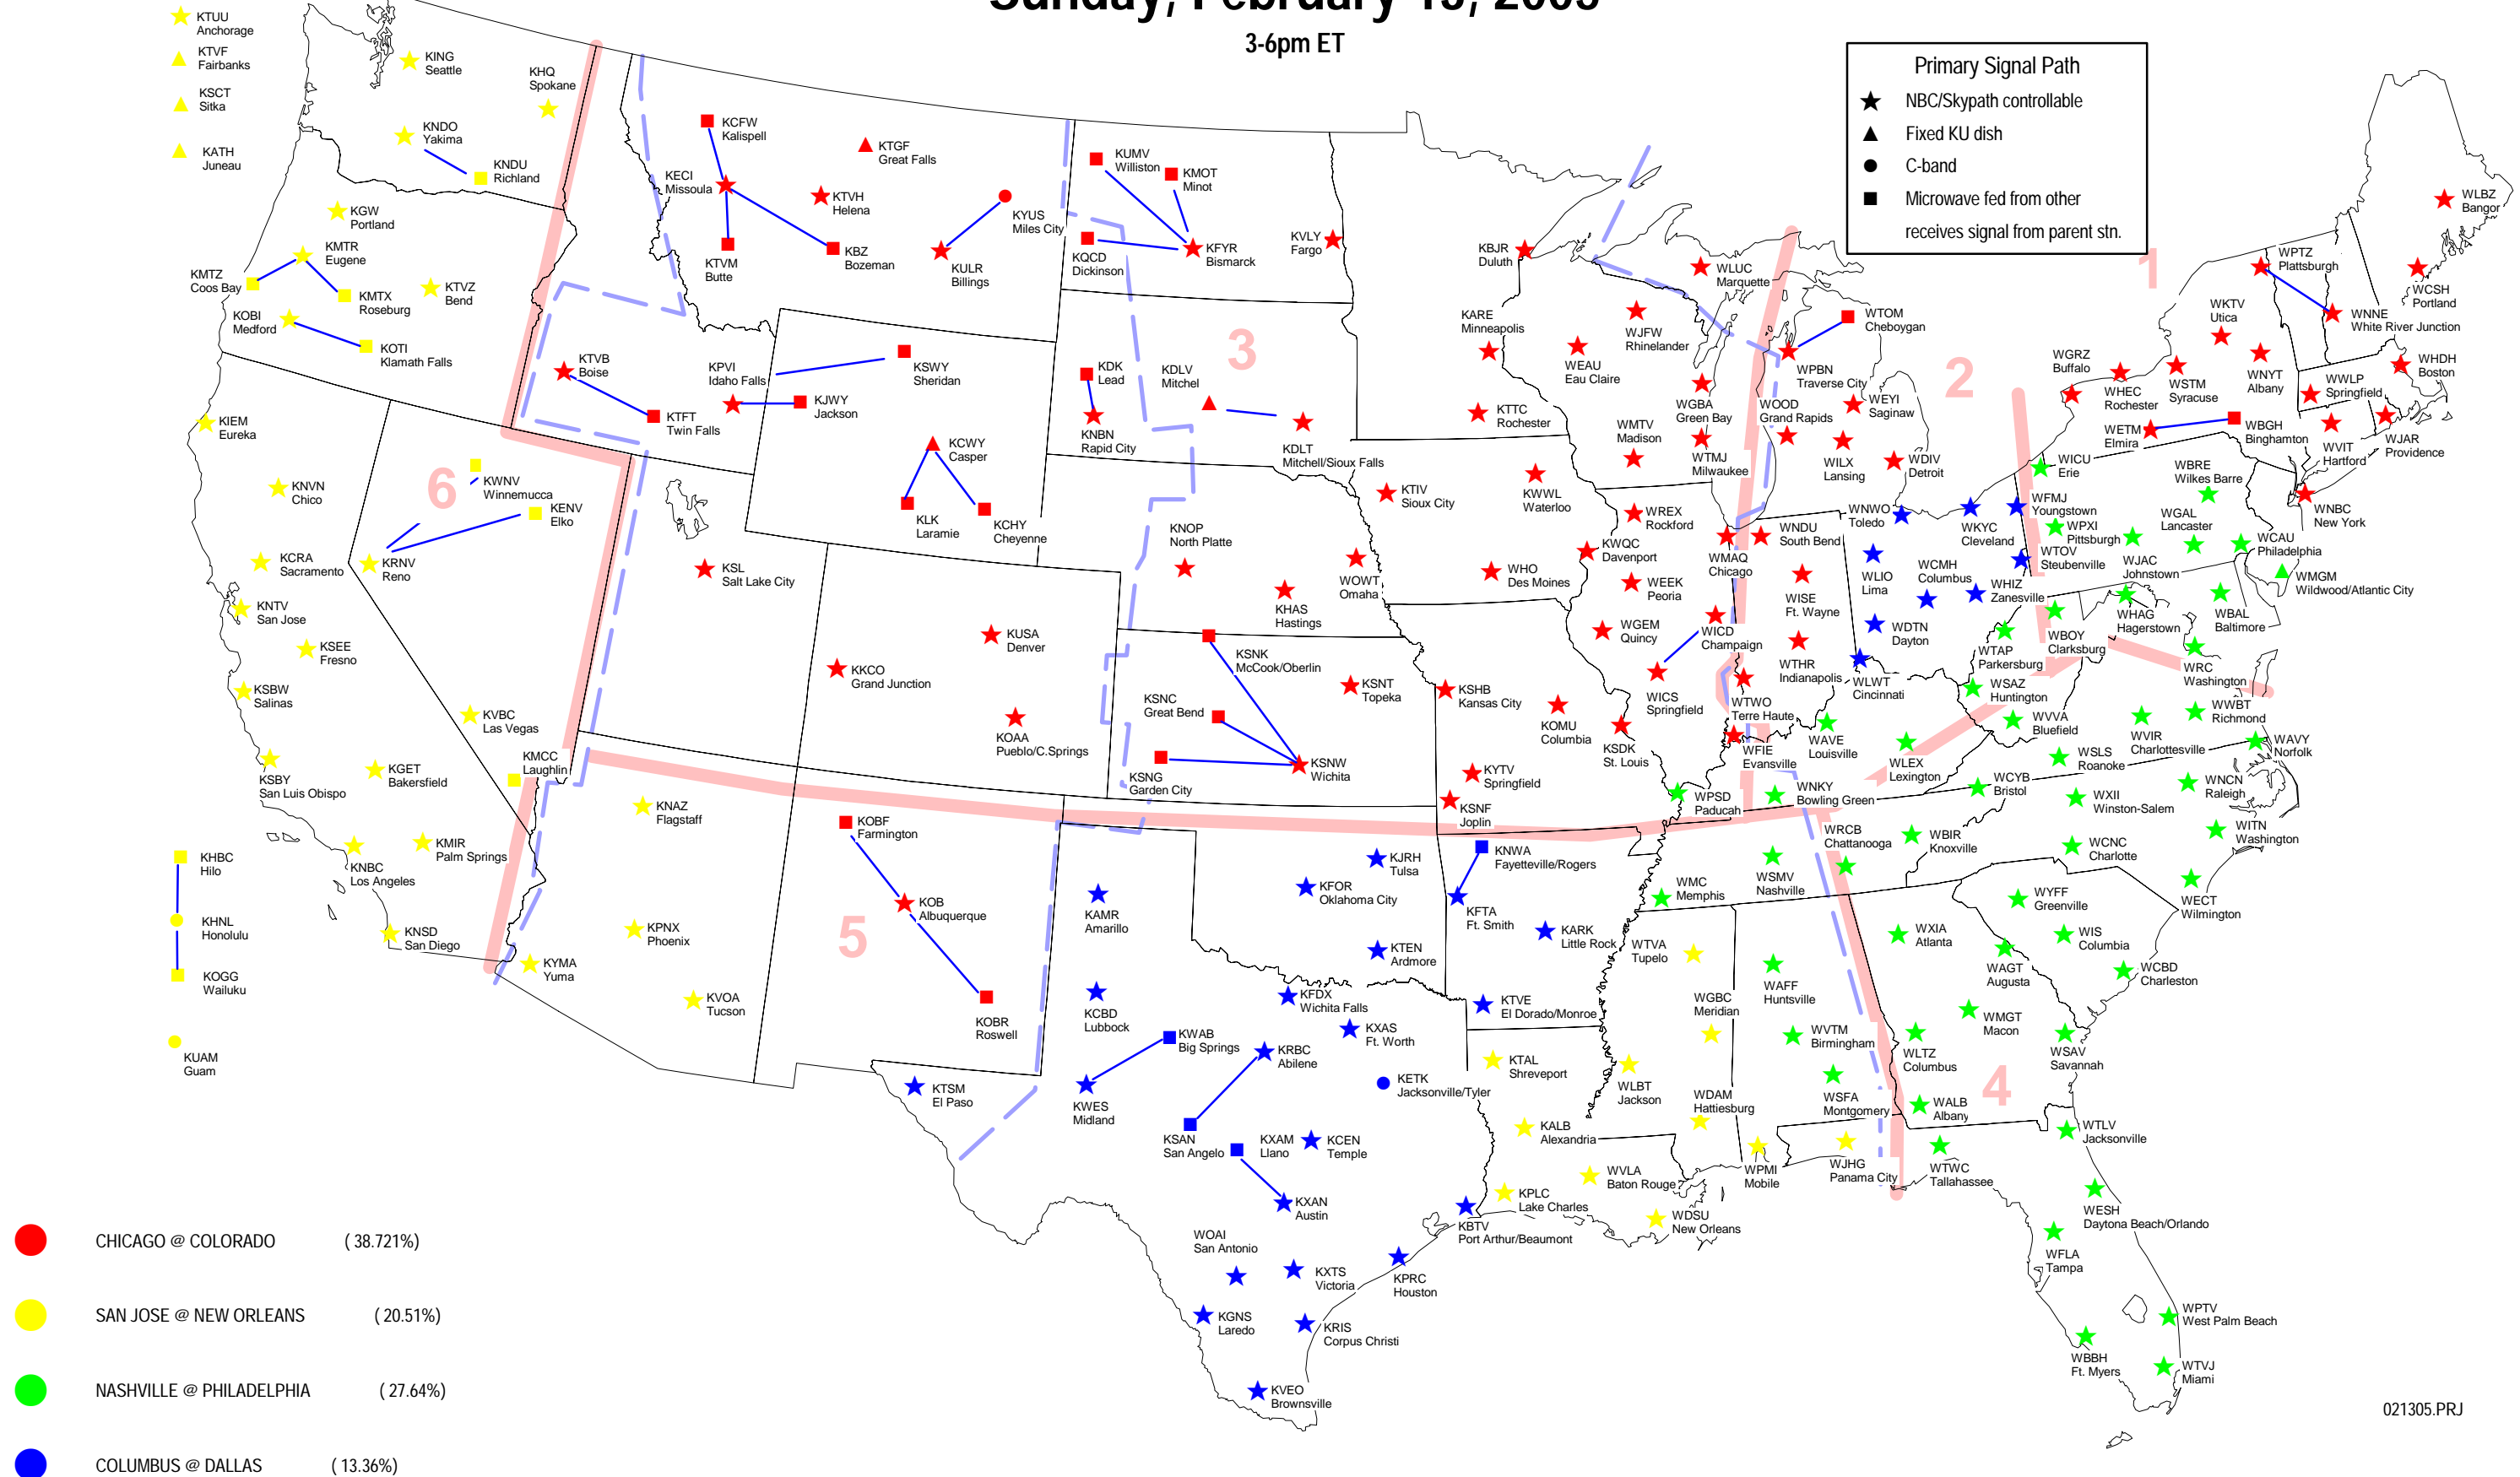 Sunday, February 13, 2005
3-6pm ET
Primary Signal Path
NBC/Skypath controllable
Fixed KU dish
C-band
Microwave fed from other
receives signal from parent stn.
KTUU
Anchorage
KTVF
Fairbanks
KSCT
Sitka
KATH
Juneau
KING
Seattle
KHQ
Spokane
KNDO
Yakima
KNDU
Richland
KGW
Portland
KMTR
Eugene
KMTZ
Coos Bay
KMTX
Roseburg
KTVZ
Bend
KOBI
Medford
KOTI
Klamath Falls
KCFW
Kalispell
KECI
Missoula
KTGF
Great Falls
KTVH
Helena
KYUS
Miles City
KTVM
Butte
KBZ
Bozeman
KULR
Billings
KUMV
Williston
KMOT
Minot
KQCD
Dickinson
KFYR
Bismarck
KVLY
Fargo
KBJR
Duluth
WLUC
Marquette
KARE
Minneapolis
WJFW
Rhinelander
WEAU
Eau Claire
WTOM
Cheboygan
WPBN
Traverse City
WGBA
Green Bay
WOOD
Grand Rapids
WEYI
Saginaw
WMTV
Madison
WTMJ
Milwaukee
WILX
Lansing
WDIV
Detroit
KTTC
Rochester
1
2
3
4
5
6
WLBZ
Bangor
WPTZ
Plattsburgh
WCSH
Portland
WNNE
White River Junction
WKTV
Utica
WGRZ
Buffalo
WHEC
Rochester
WSTM
Syracuse
WNYT
Albany
WHDH
Boston
WWLP
Springfield
WETM
Elmira
WBGH
Binghamton
WVIT
Hartford
WJAR
Providence
WNBC
New York
WICU
Erie
WBRE
Wilkes Barre
WFMJ
Youngstown
WPXI
Pittsburgh
WGAL
Lancaster
WCAU
Philadelphia
WTOV
Steubenville
WJAC
Johnstown
WMGM
Wildwood/Atlantic City
WHAG
Hagerstown
WBAL
Baltimore
WBOY
Clarksburg
WRC
Washington
WNWO
Toledo
WKYC
Cleveland
WLIO
Lima
WCMH
Columbus
WHIZ
Zanesville
WDTN
Dayton
WLWT
Cincinnati
WTAP
Parkersburg
WSAZ
Huntington
WVVA
Bluefield
WVIR
Charlottesville
WWBT
Richmond
WAVY
Norfolk
WSLS
Roanoke
WLEX
Lexington
WAVE
Louisville
WNKY
Bowling Green
WPSD
Paducah
WCYB
Bristol
WXII
Winston-Salem
WNCN
Raleigh
WITN
Washington
WCNC
Charlotte
WECT
Wilmington
KTVB
Boise
KTFT
Twin Falls
KPVI
Idaho Falls
KSWY
Sheridan
KJWY
Jackson
KCWY
Casper
KLK
Laramie
KCHY
Cheyenne
KDK
Lead
KNBN
Rapid City
KDLV
Mitchel
KDLT
Mitchell/Sioux Falls
KTIV
Sioux City
KWWL
Waterloo
WREX
Rockford
KWQC
Davenport
WHO
Des Moines
WEEK
Peoria
WMAQ
Chicago
WNDU
South Bend
WISE
Ft. Wayne
WGEM
Quincy
WICD
Champaign
WICS
Springfield
WTHR
Indianapolis
WTWO
Terre Haute
WFIE
Evansville
KNOP
North Platte
KHAS
Hastings
WOWT
Omaha
KIEM
Eureka
KNVN
Chico
KWNV
Winnemucca
KENV
Elko
KCRA
Sacramento
KRNV
Reno
KNTV
San Jose
KSEE
Fresno
KSBW
Salinas
KVBC
Las Vegas
KMCC
Laughlin
KSBY
San Luis Obispo
KGET
Bakersfield
KMIR
Palm Springs
KNBC
Los Angeles
KNSD
San Diego
KSL
Salt Lake City
KUSA
Denver
KKCO
Grand Junction
KOAA
Pueblo/C.Springs
KSNK
McCook/Oberlin
KSNC
Great Bend
KSNG
Garden City
KSNW
Wichita
KSNT
Topeka
KSHB
Kansas City
KOMU
Columbia
KSDK
St. Louis
KYTV
Springfield
KSNF
Joplin
KNAZ
Flagstaff
KPNX
Phoenix
KYMA
Yuma
KVOA
Tucson
KOBF
Farmington
KOB
Albuquerque
KOBR
Roswell
KHBC
Hilo
KHNL
Honolulu
KOGG
Wailuku
KUAM
Guam
KAMR
Amarillo
KJRH
Tulsa
KFOR
Oklahoma City
KTEN
Ardmore
KNWA
Fayetteville/Rogers
KFTA
Ft. Smith
KARK
Little Rock
KTVE
El Dorado/Monroe
KCBD
Lubbock
KFDX
Wichita Falls
KXAS
Ft. Worth
KWAB
Big Springs
KRBC
Abilene
KTSM
El Paso
KWES
Midland
KETK
Jacksonville/Tyler
KSAN
San Angelo
KXAM
Llano
KCEN
Temple
KXAN
Austin
WOAI
San Antonio
KXTS
Victoria
KPRC
Houston
KBTV
Port Arthur/Beaumont
KGNS
Laredo
KRIS
Corpus Christi
KVEO
Brownsville
KTAL
Shreveport
KALB
Alexandria
KPLC
Lake Charles
WVLA
Baton Rouge
WDSU
New Orleans
WMC
Memphis
WSMV
Nashville
WRCB
Chattanooga
WBIR
Knoxville
WTVA
Tupelo
WGBC
Meridian
WLBT
Jackson
WDAM
Hattiesburg
WPMI
Mobile
WAFF
Huntsville
WVTM
Birmingham
WSFA
Montgomery
WJHG
Panama City
WXIA
Atlanta
WYFF
Greenville
WIS
Columbia
WAGT
Augusta
WCBD
Charleston
WMGT
Macon
WLTZ
Columbus
WSAV
Savannah
WALB
Albany
WTLV
Jacksonville
WTWC
Tallahassee
WESH
Daytona Beach/Orlando
WFLA
Tampa
WPTV
West Palm Beach
WBBH
Ft. Myers
WTVJ
Miami
CHICAGO @ COLORADO ( 38.721%)
SAN JOSE @ NEW ORLEANS ( 20.51%)
NASHVILLE @ PHILADELPHIA ( 27.64%)
COLUMBUS @ DALLAS ( 13.36%)
021305.PRJ